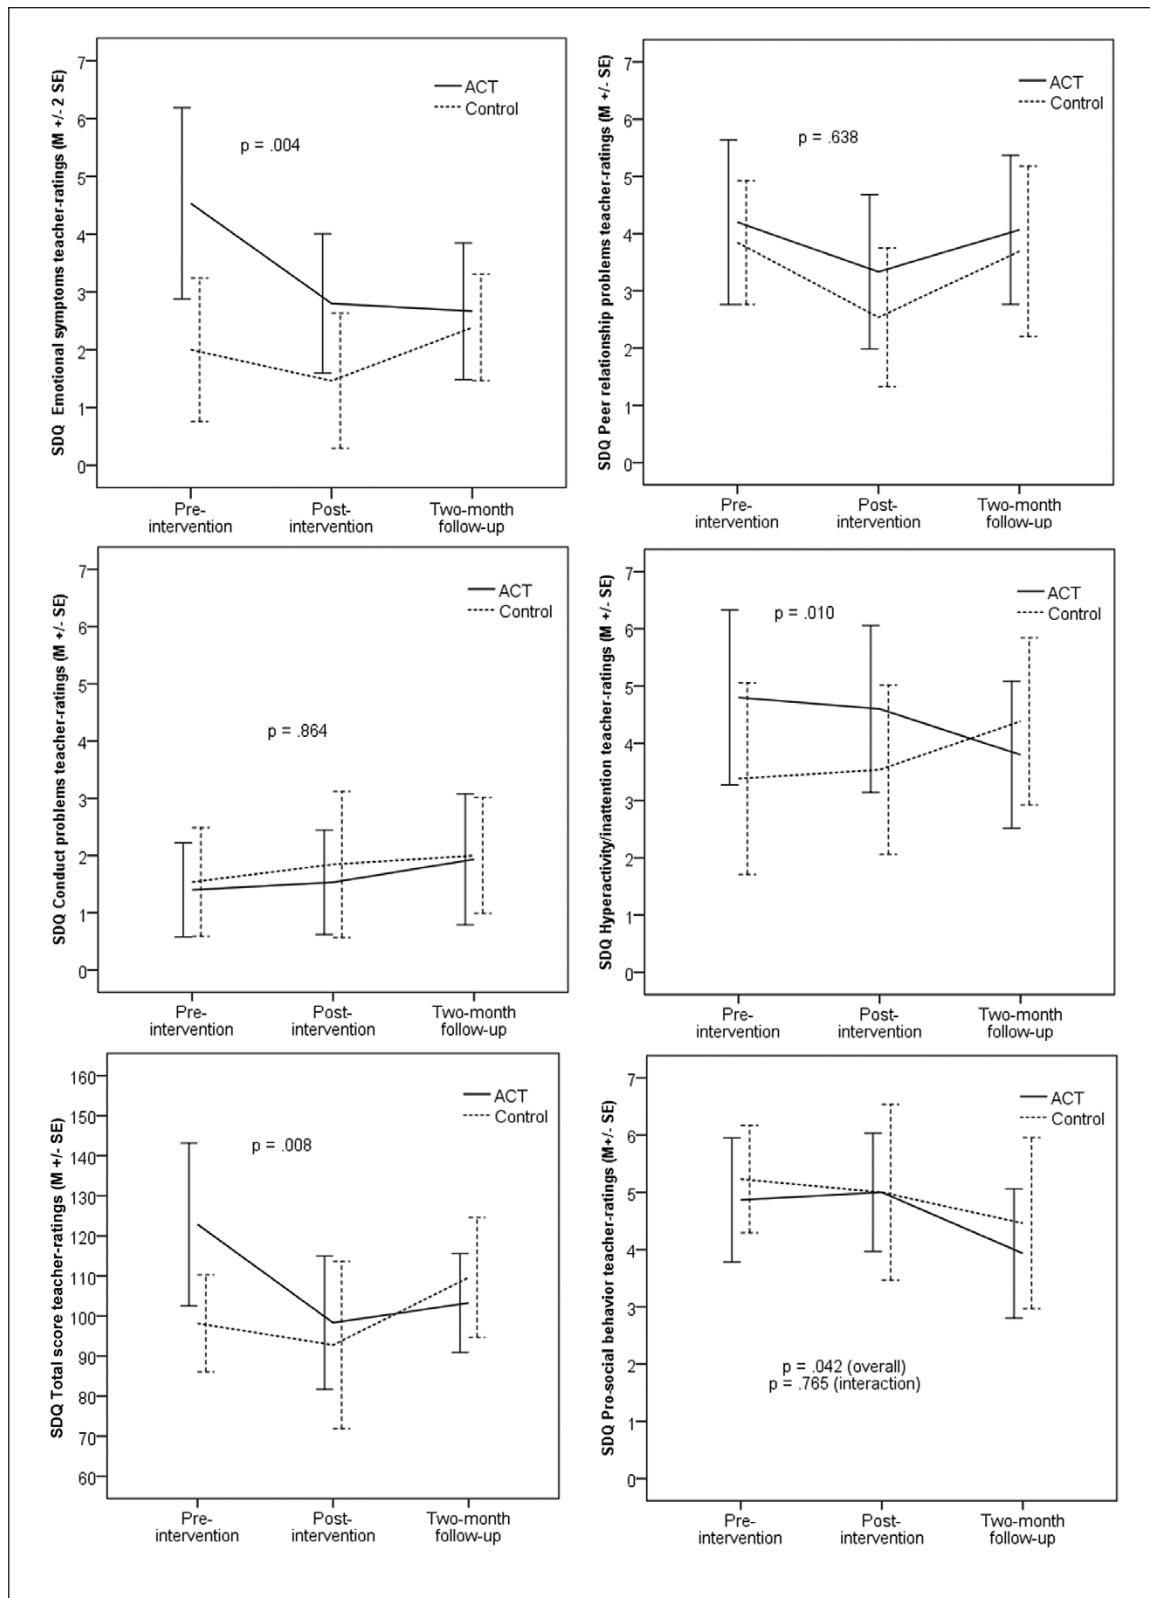 SDQ Emotional symptoms teacher-ratings (M +/- 2 SE)
7
6
5
4
3
2
1
0
ACT
Control
p = .004
Pre-
intervention
Post-
intervention
Two-month
follow-up
SDQ Peer relationship problems teacher-ratings (M +/- SE)
7
6
5
4
3
2
1
0
ACT
Control
p = .638
Pre-
intervention
Post-
intervention
Two-month
follow-up
SDQ Conduct problems teacher-ratings (M +/- SE)
7
6
5
4
3
2
1
0
ACT
Control
p = .864
Pre-
intervention
Post-
intervention
Two-month
follow-up
SDQ Hyperactivity/inattention teacher-ratings (M +/- SE)
7
6
5
4
3
2
1
0
ACT
Control
p = .010
Pre-
intervention
Post-
intervention
Two-month
follow-up
SDQ Total score teacher-ratings (M +/- SE)
160
150
140
130
120
110
100
90
80
70
60
ACT
Control
p = .008
Pre-
intervention
Post-
intervention
Two-month
follow-up
SDQ Pro-social behavior teacher-ratings (M+/- SE)
7
6
5
4
3
2
1
0
ACT
Control
p = .042 (overall)
p = .765 (interaction)
Pre-
intervention
Post-
intervention
Two-month
follow-up